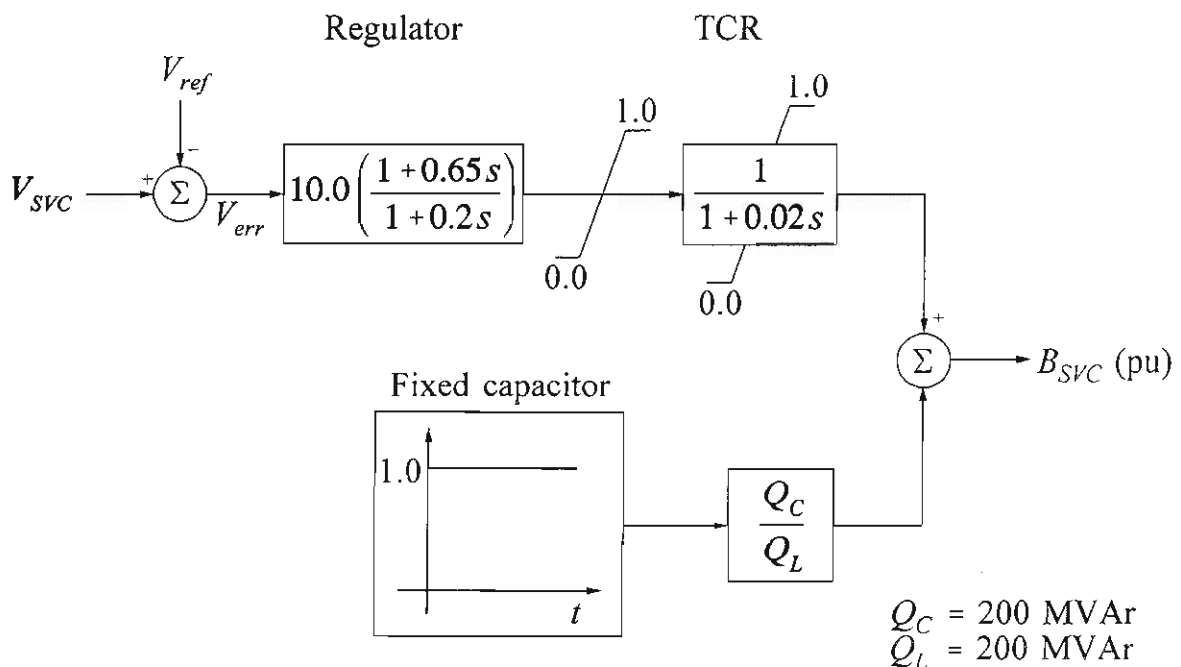 Regulator TCR
V_ref
−
1.0
1.0
V_SVC + Σ V_err 10.0 ( (1+0.65s) / (1+0.2s) ) 1 / (1+0.02s)
0.0
0.0
+
Σ B_SVC (pu)
Fixed capacitor
1.0
t
Q_C / Q_L
Q_C = 200 MVAr
Q_L = 200 MVAr